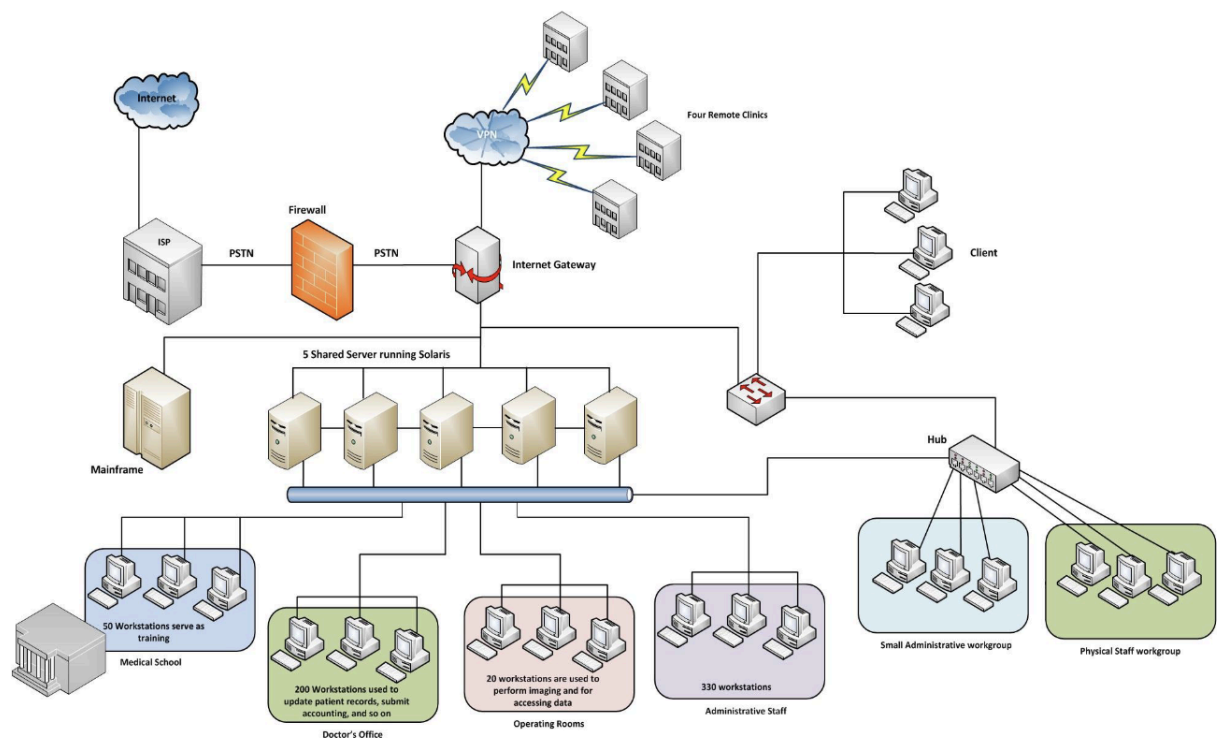 Internet
VPN
Four Remote Clinics
Firewall
ISP
PSTN
PSTN
Internet Gateway
Client
5 Shared Server running Solaris
Mainframe
Hub
50 Workstations serve as
training
Medical School
200 Workstations used to
update patient records, submit
accounting, and so on
Doctor's Office
20 workstations are used to
perform imaging and for
accessing data
Operating Rooms
330 workstations
Administrative Staff
Small Administrative workgroup
Physical Staff workgroup